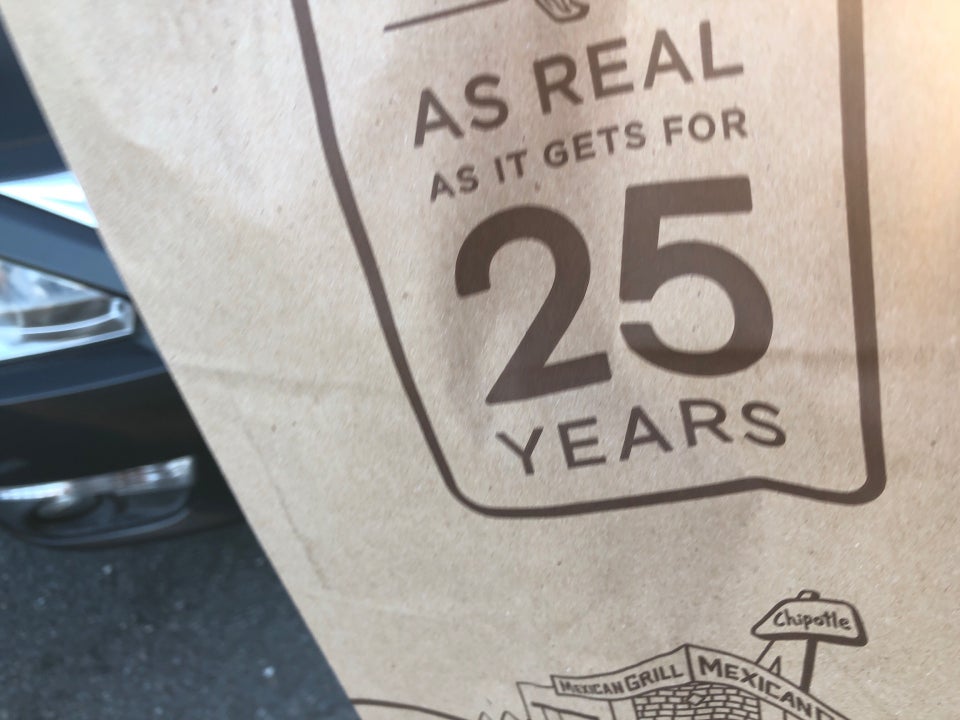 AS REAL
AS IT GETS FOR
25
YEARS
Chipotle
MEXICAN GRILL
MEXICAN